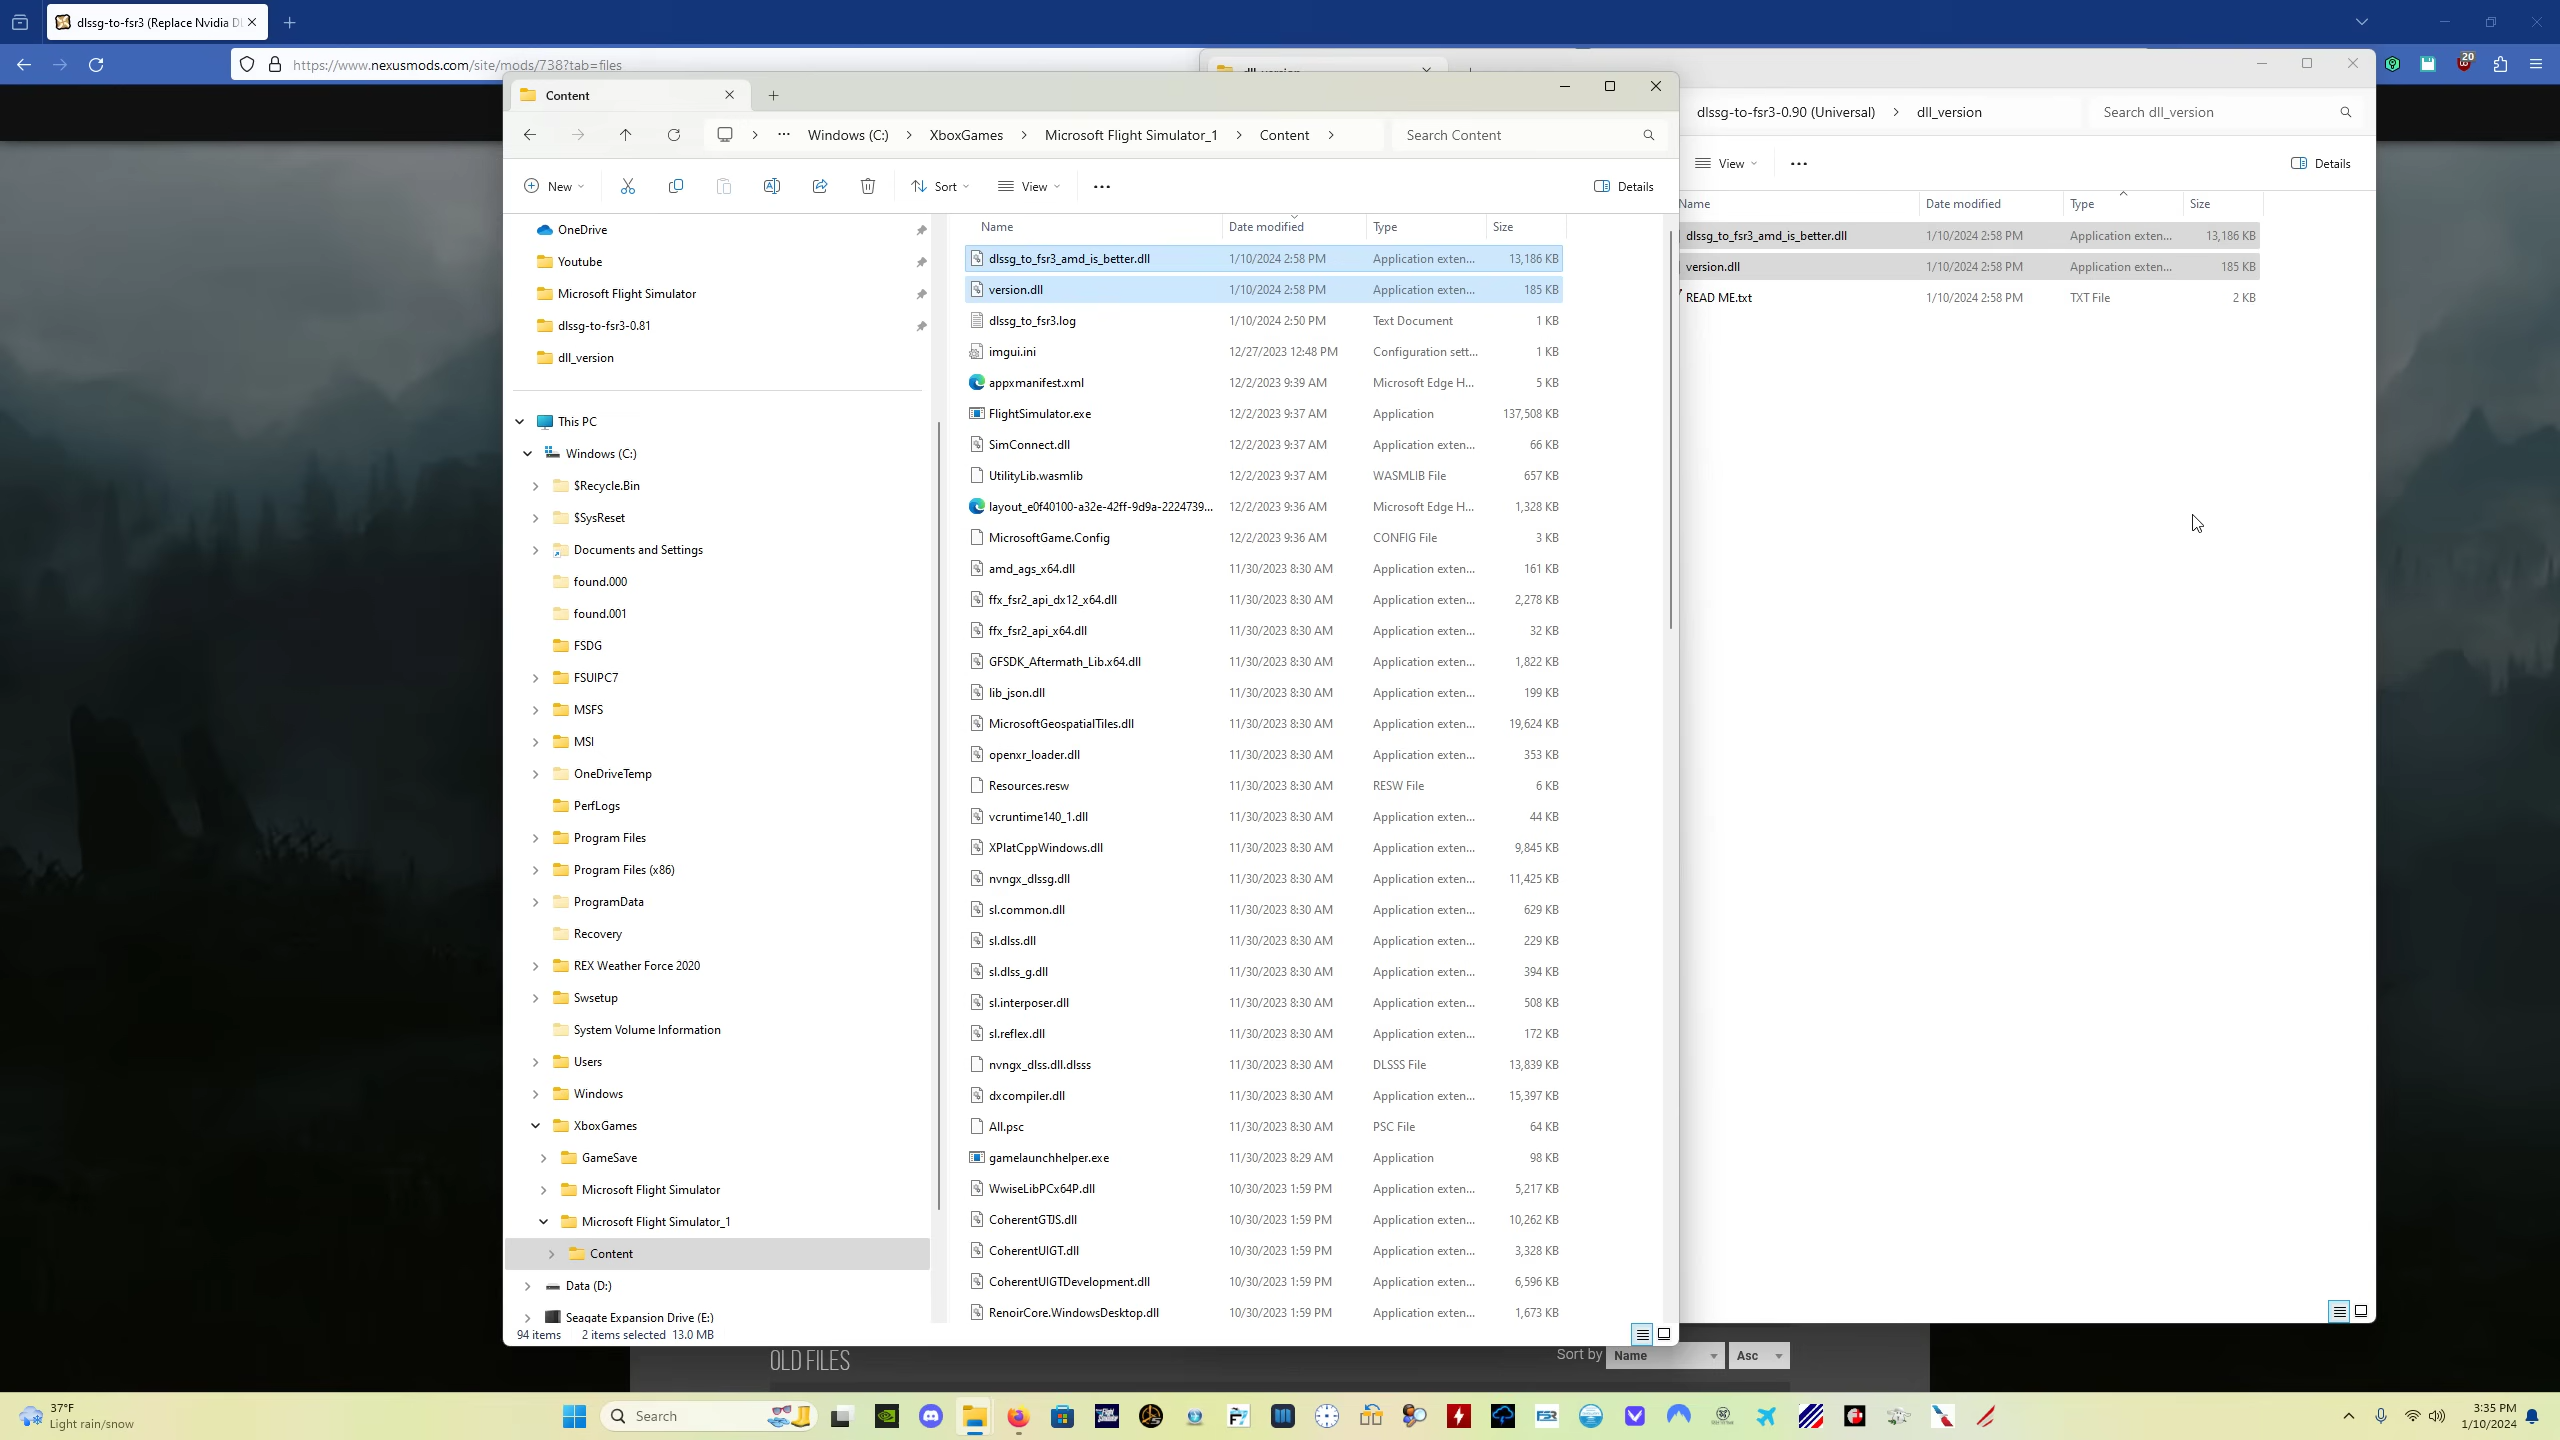 dlssg-to-fsr3 (Replace Nvidia D
https://www.nexusmods.com/site/mods/738?tab=files
20
Content
Windows (C:) XboxGames Microsoft Flight Simulator_1 Content
Search Content
New
Sort
View
Details
OneDrive
Youtube
Microsoft Flight Simulator
dlssg-to-fsr3-0.81
dll_version
This PC
Windows (C:)
$Recycle.Bin
$SysReset
Documents and Settings
found.000
found.001
FSDG
FSUIPC7
MSFS
MSI
OneDriveTemp
PerfLogs
Program Files
Program Files (x86)
ProgramData
Recovery
REX Weather Force 2020
Swsetup
System Volume Information
Users
Windows
XboxGames
GameSave
Microsoft Flight Simulator
Microsoft Flight Simulator_1
Content
Data (D:)
Seagate Expansion Drive (E:)
Name Date modified Type Size
dlssg_to_fsr3_amd_is_better.dll 1/10/2024 2:58 PM Application exten... 13,186 KB
version.dll 1/10/2024 2:58 PM Application exten... 185 KB
dlssg_to_fsr3.log 1/10/2024 2:50 PM Text Document 1 KB
imgui.ini 12/27/2023 12:48 PM Configuration sett... 1 KB
appxmanifest.xml 12/2/2023 9:39 AM Microsoft Edge H... 5 KB
FlightSimulator.exe 12/2/2023 9:37 AM Application 137,508 KB
SimConnect.dll 12/2/2023 9:37 AM Application exten... 66 KB
UtilityLib.wasmlib 12/2/2023 9:37 AM WASMLIB File 657 KB
layout_e0f40100-a32e-42ff-9d9a-2224739... 12/2/2023 9:36 AM Microsoft Edge H... 1,328 KB
MicrosoftGame.Config 12/2/2023 9:36 AM CONFIG File 3 KB
amd_ags_x64.dll 11/30/2023 8:30 AM Application exten... 161 KB
ffx_fsr2_api_dx12_x64.dll 11/30/2023 8:30 AM Application exten... 2,278 KB
ffx_fsr2_api_x64.dll 11/30/2023 8:30 AM Application exten... 32 KB
GFSDK_Aftermath_Lib.x64.dll 11/30/2023 8:30 AM Application exten... 1,822 KB
lib_json.dll 11/30/2023 8:30 AM Application exten... 199 KB
MicrosoftGeospatialTiles.dll 11/30/2023 8:30 AM Application exten... 19,624 KB
openxr_loader.dll 11/30/2023 8:30 AM Application exten... 353 KB
Resources.resw 11/30/2023 8:30 AM RESW File 6 KB
vcruntime140_1.dll 11/30/2023 8:30 AM Application exten... 44 KB
XPlatCppWindows.dll 11/30/2023 8:30 AM Application exten... 9,845 KB
nvngx_dlssg.dll 11/30/2023 8:30 AM Application exten... 11,425 KB
sl.common.dll 11/30/2023 8:30 AM Application exten... 629 KB
sl.dlss.dll 11/30/2023 8:30 AM Application exten... 229 KB
sl.dlss_g.dll 11/30/2023 8:30 AM Application exten... 394 KB
sl.interposer.dll 11/30/2023 8:30 AM Application exten... 508 KB
sl.reflex.dll 11/30/2023 8:30 AM Application exten... 172 KB
nvngx_dlss.dll.dlsss 11/30/2023 8:30 AM DLSSS File 13,839 KB
dxcompiler.dll 11/30/2023 8:30 AM Application exten... 15,397 KB
All.psc 11/30/2023 8:30 AM PSC File 64 KB
gamelaunchhelper.exe 11/30/2023 8:29 AM Application 98 KB
WwiseLibPCx64P.dll 10/30/2023 1:59 PM Application exten... 5,217 KB
CoherentGTJS.dll 10/30/2023 1:59 PM Application exten... 10,262 KB
CoherentUIGT.dll 10/30/2023 1:59 PM Application exten... 3,328 KB
CoherentUIGTDevelopment.dll 10/30/2023 1:59 PM Application exten... 6,596 KB
RenoirCore.WindowsDesktop.dll 10/30/2023 1:59 PM Application exten... 1,673 KB
94 items 2 items selected 13.0 MB
dlssg-to-fsr3-0.90 (Universal) dll_version
Search dll_version
View
Details
Name Date modified Type Size
dlssg_to_fsr3_amd_is_better.dll 1/10/2024 2:58 PM Application exten... 13,186 KB
version.dll 1/10/2024 2:58 PM Application exten... 185 KB
READ ME.txt 1/10/2024 2:58 PM TXT File 2 KB
OLD FILES
Sort by Name Asc
37°F
Light rain/snow
Search
FSR
3:35 PM
1/10/2024